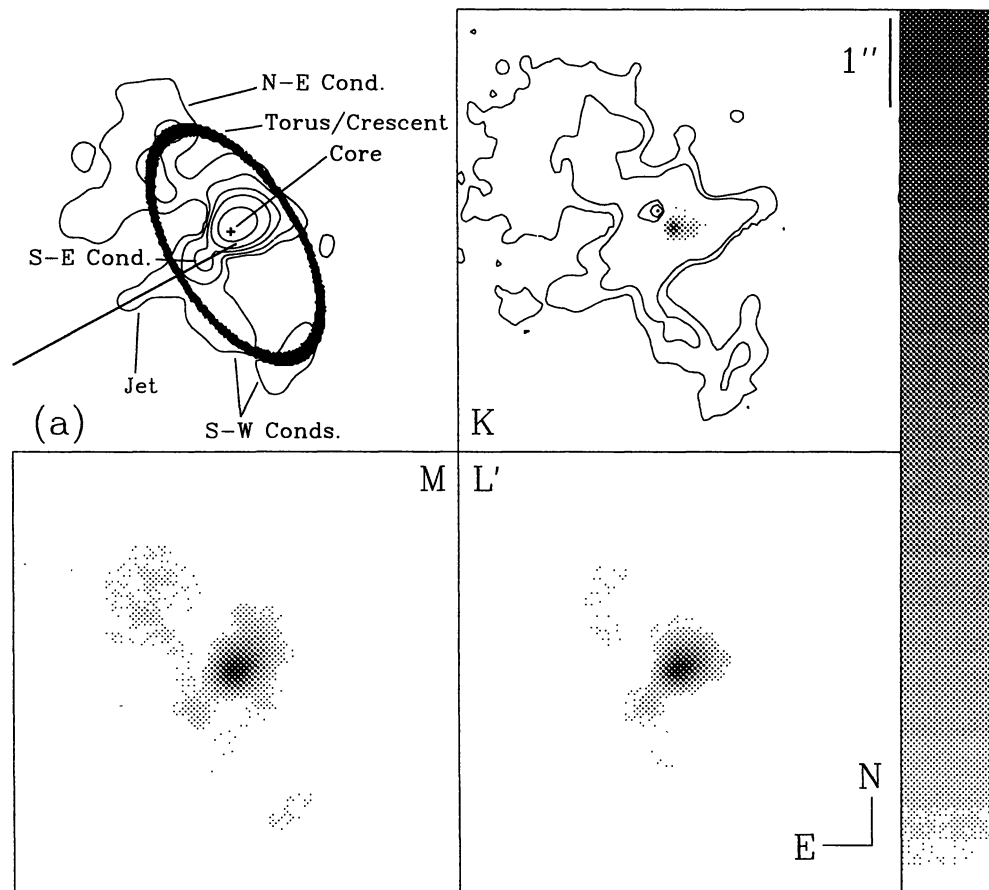 N-E Cond.
Torus/Crescent
Core
S-E Cond.
Jet
S-W Conds.
(a)
1''
K
M
L'
N
E